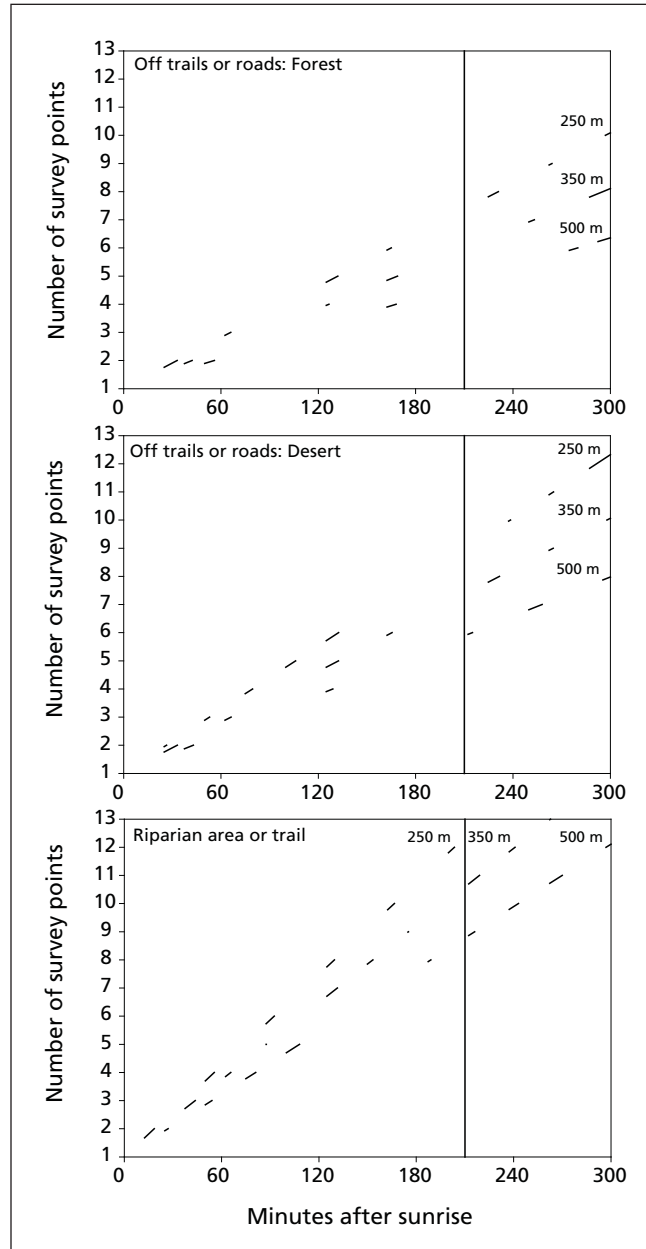 Off trails or roads: Forest
Number of survey points
13
12
11
10
9
8
7
6
5
4
3
2
1
250 m
350 m
500 m
0 60 120 180 240 300
Off trails or roads: Desert
Number of survey points
13
12
11
10
9
8
7
6
5
4
3
2
1
250 m
350 m
500 m
0 60 120 180 240 300
Riparian area or trail
Number of survey points
13
12
11
10
9
8
7
6
5
4
3
2
1
250 m 350 m 500 m
0 60 120 180 240 300
Minutes after sunrise